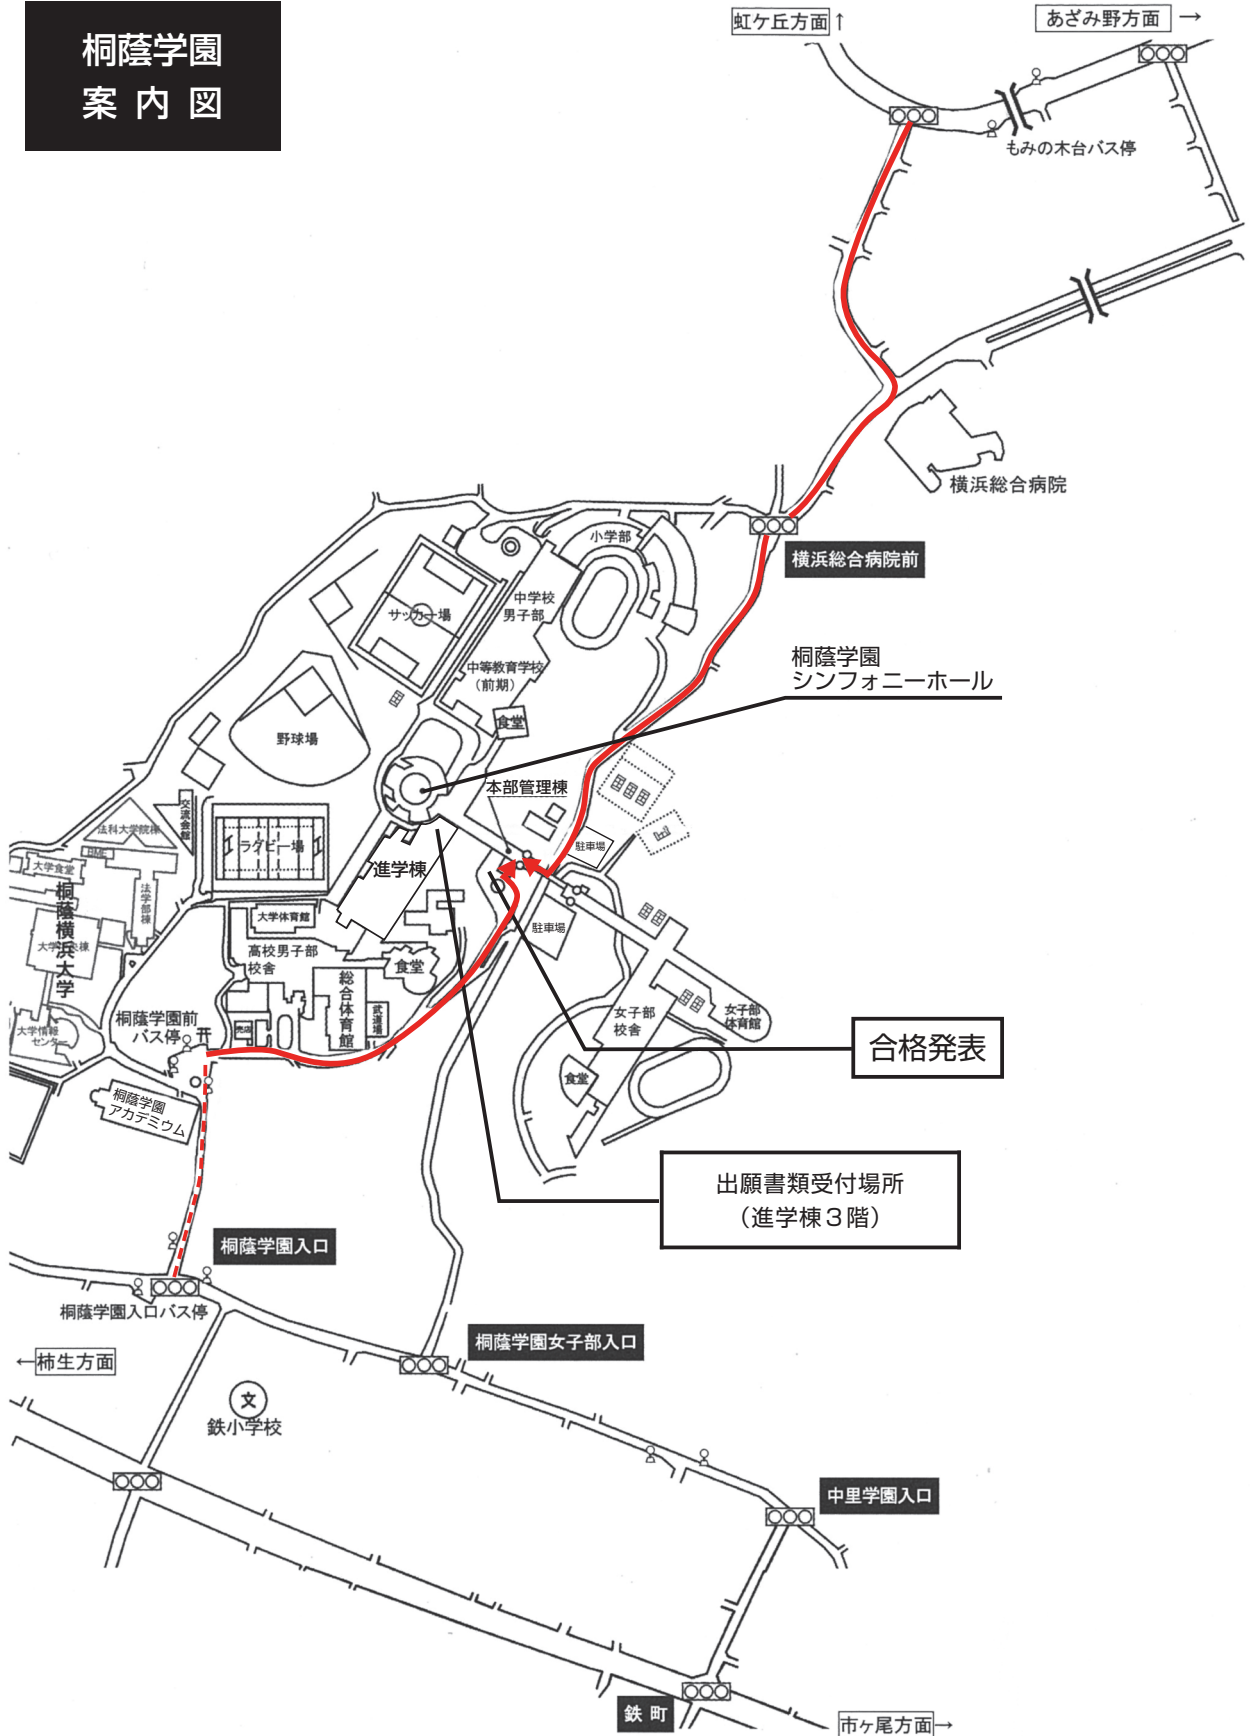 桐蔭学園
案内図
虹ケ丘方面↑
あざみ野方面→
もみの木台バス停
横浜総合病院
横浜総合病院前
小学部
中学校
男子部
サッカー場
中等教育学校
(前期)
食堂
桐蔭学園
シンフォニーホール
野球場
本部管理棟
交流会館
法科大学院棟
ラグビー場
駐車場
進学棟
大学食堂
法学部棟
桐蔭横浜大学
大学体育館
駐車場
高校男子部
校舎
食堂
総合体育館
武道場
売店
桐蔭学園前
バス停
大学情報
センター
女子部
校舎
女子部
体育館
食堂
合格発表
桐蔭学園
アカデミウム
出願書類受付場所
(進学棟3階)
桐蔭学園入口
桐蔭学園入口バス停
桐蔭学園女子部入口
←柿生方面
文
鉄小学校
中里学園入口
鉄町
市ヶ尾方面→